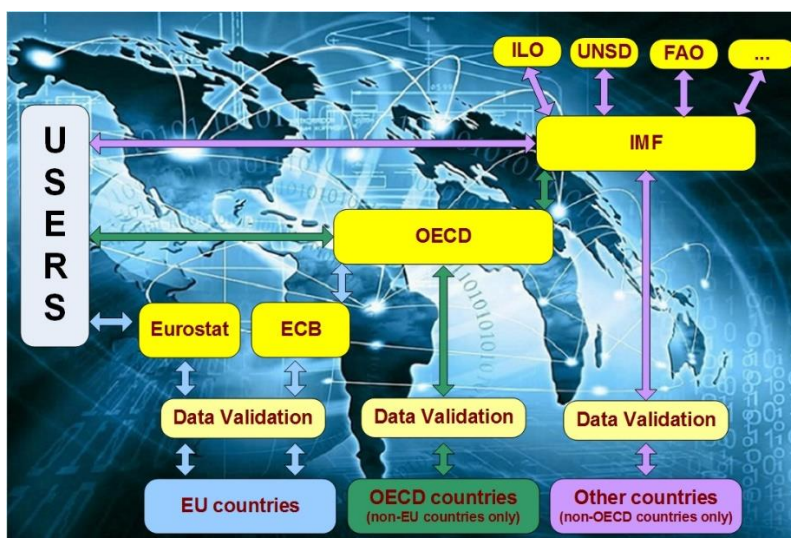 ILO
UNSD
FAO
...
USERS
IMF
OECD
Eurostat
ECB
Data Validation
Data Validation
Data Validation
EU countries
OECD countries
(non-EU countries only)
Other countries
(non-OECD countries only)